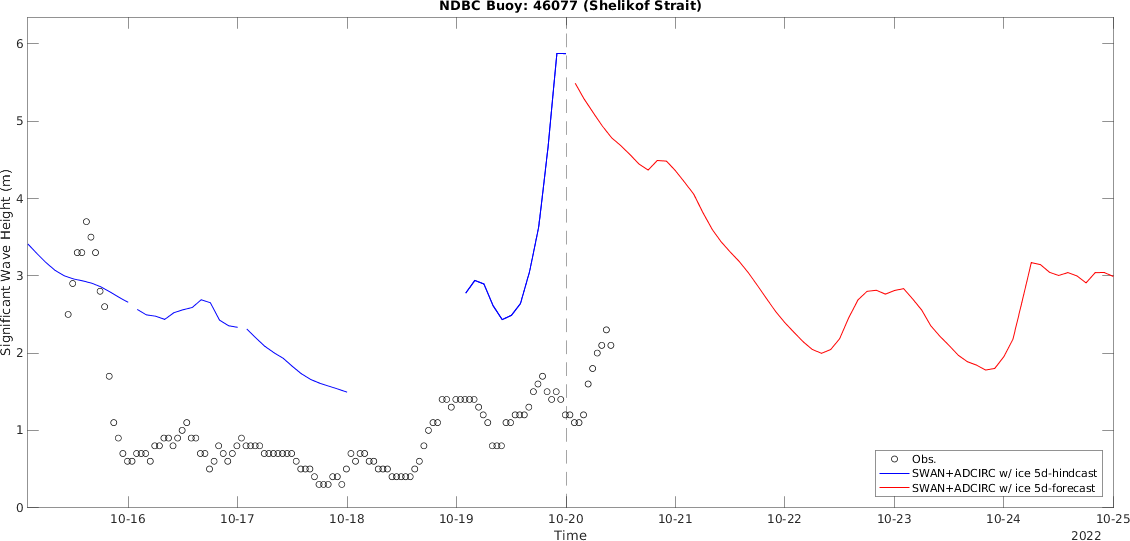 NDBC Buoy: 46077 (Shelikof Strait)
Significant Wave Height (m)
6
5
4
3
2
1
0
10-16 10-17 10-18 10-19 10-20 10-21 10-22 10-23 10-24 10-25
Time
2022
Obs.
SWAN+ADCIRC w/ ice 5d-hindcast
SWAN+ADCIRC w/ ice 5d-forecast